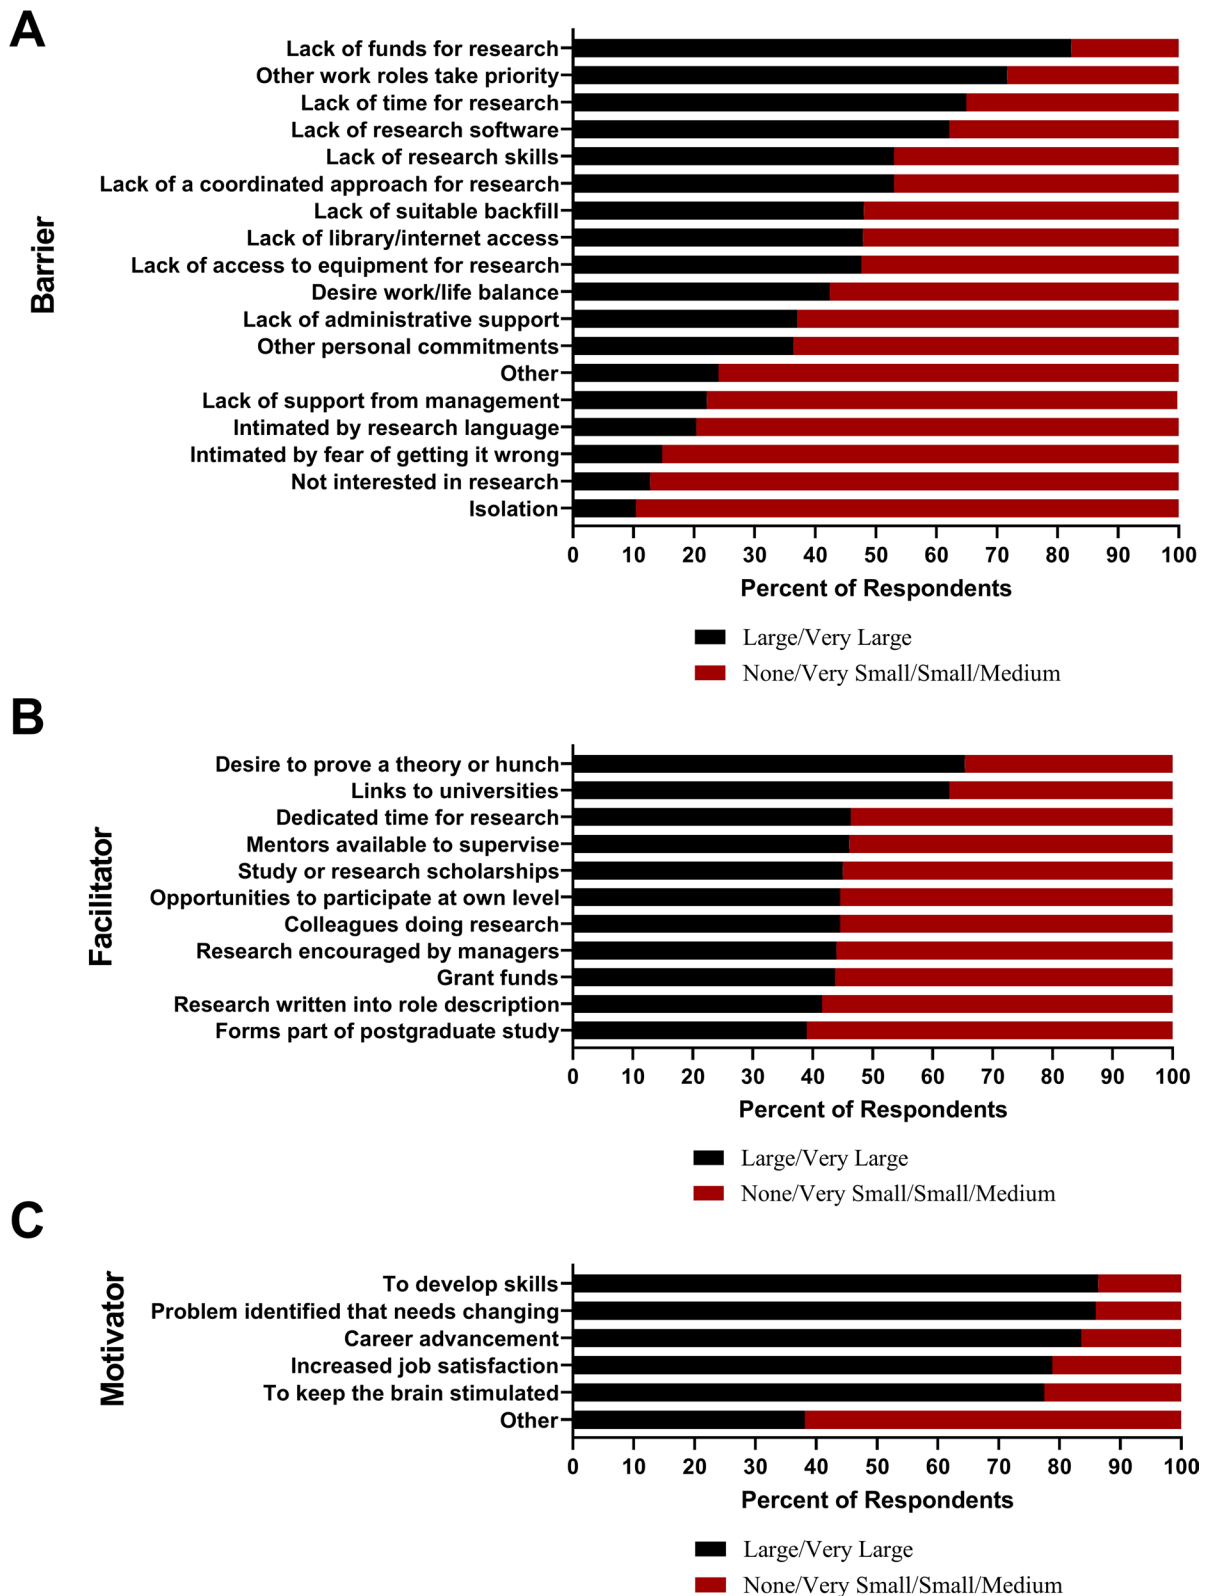 A
Barrier
Lack of funds for research
Other work roles take priority
Lack of time for research
Lack of research software
Lack of research skills
Lack of a coordinated approach for research
Lack of suitable backfill
Lack of library/internet access
Lack of access to equipment for research
Desire work/life balance
Lack of administrative support
Other personal commitments
Other
Lack of support from management
Intimated by research language
Intimated by fear of getting it wrong
Not interested in research
Isolation
0 10 20 30 40 50 60 70 80 90 100
Percent of Respondents
Large/Very Large
None/Very Small/Small/Medium
B
Facilitator
Desire to prove a theory or hunch
Links to universities
Dedicated time for research
Mentors available to supervise
Study or research scholarships
Opportunities to participate at own level
Colleagues doing research
Research encouraged by managers
Grant funds
Research written into role description
Forms part of postgraduate study
0 10 20 30 40 50 60 70 80 90 100
Percent of Respondents
Large/Very Large
None/Very Small/Small/Medium
C
Motivator
To develop skills
Problem identified that needs changing
Career advancement
Increased job satisfaction
To keep the brain stimulated
Other
0 10 20 30 40 50 60 70 80 90 100
Percent of Respondents
Large/Very Large
None/Very Small/Small/Medium